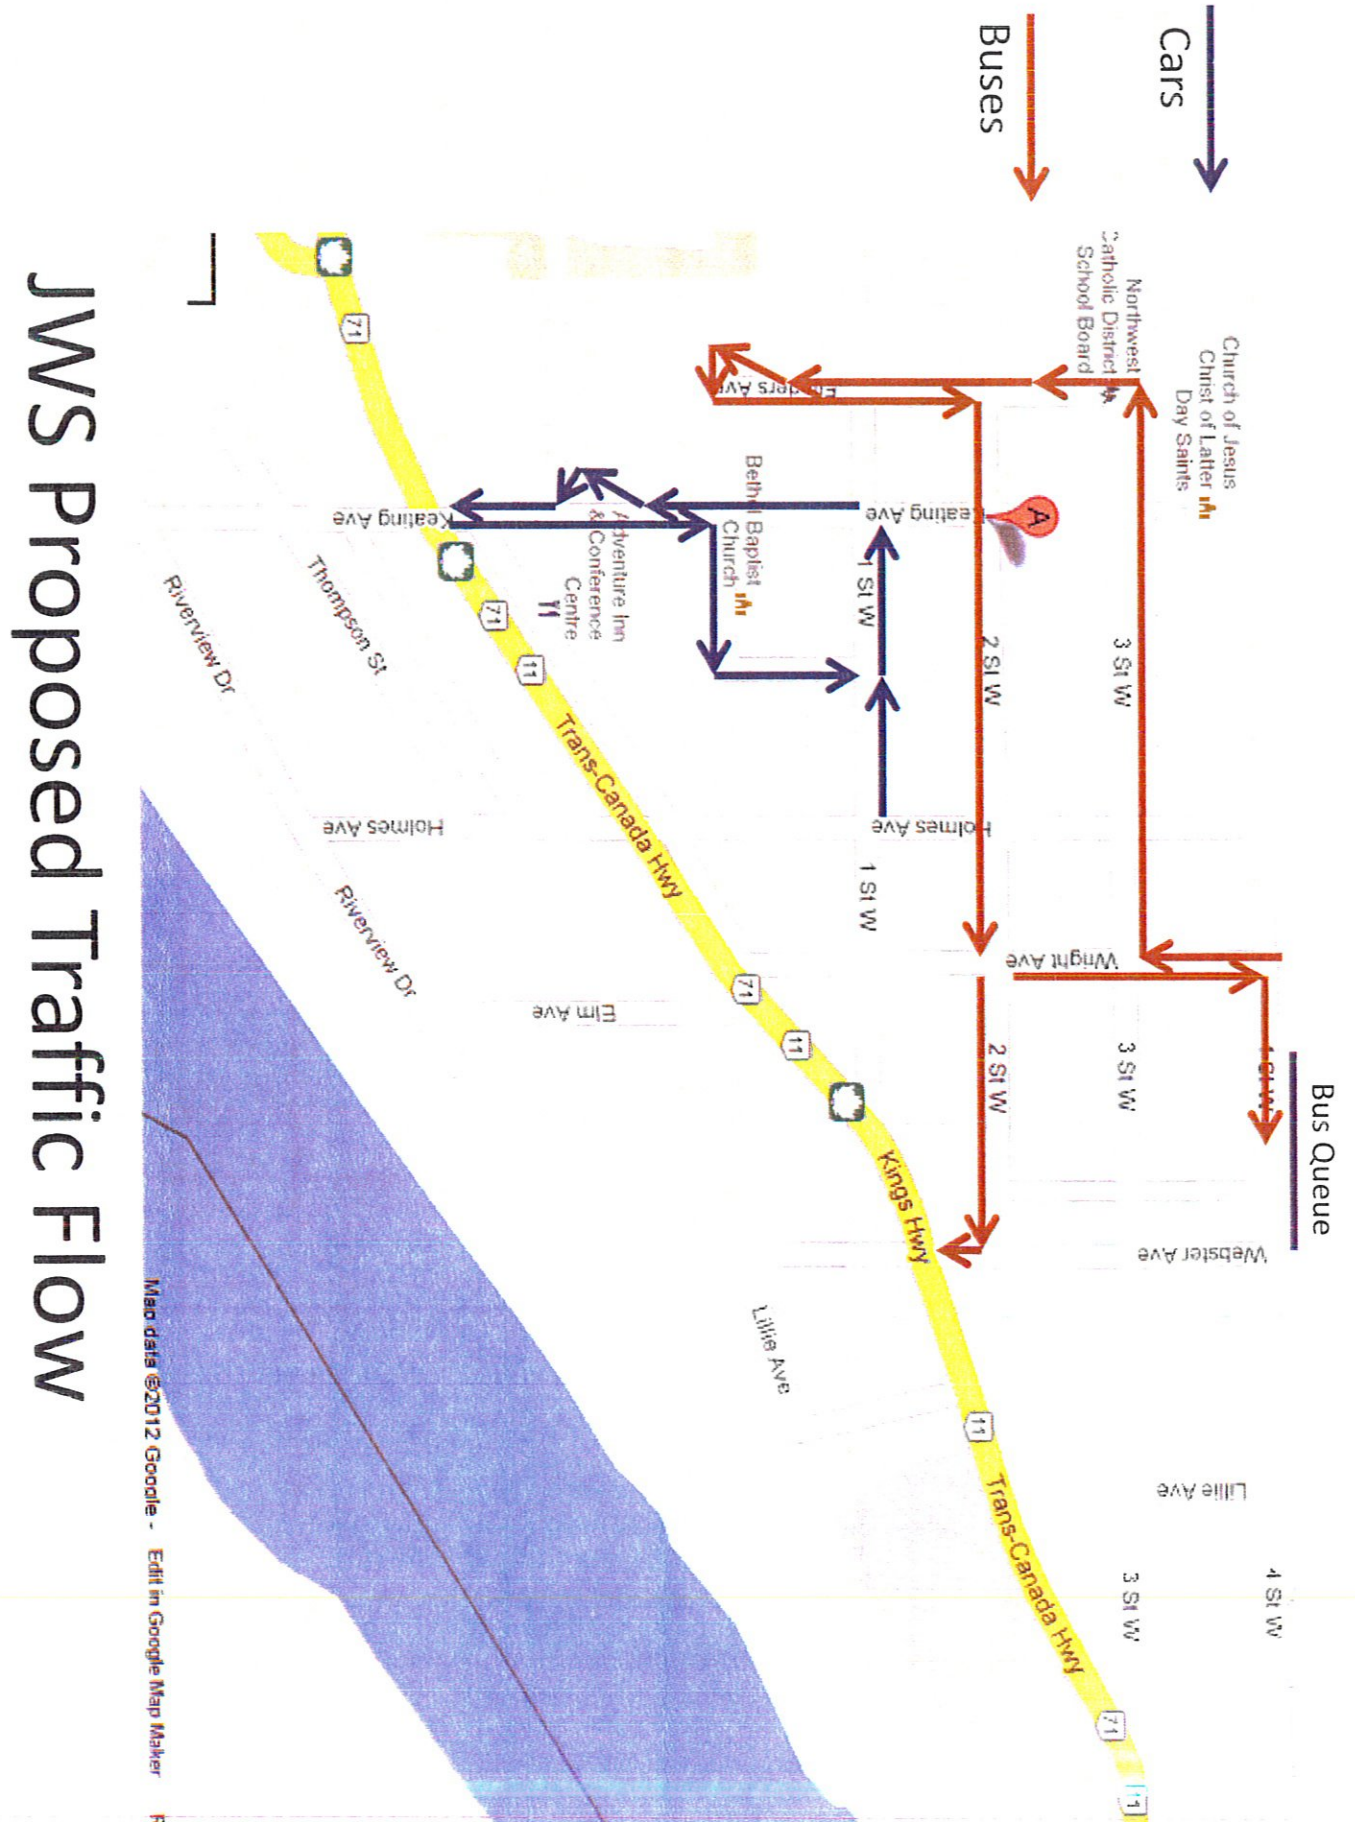 Cars
Buses
Bus Queue
Church of Jesus
Christ of Latter
Day Saints
Northwest
Catholic District
School Board
4 St W
4 St W
3 St W
3 St W
3 St W
2 St W
2 St W
1 St W
1 St W
A
Keating Ave
Holmes Ave
Wright Ave
Webster Ave
Lillie Ave
Lillie Ave
Bethel Baptist
Church
Adventure Inn
& Conference
Centre
Keating Ave
Holmes Ave
Elm Ave
Thompson St
Riverview Dr
Riverview Dr
71
71
11
Trans-Canada Hwy
71
11
Kings Hwy
11
Trans-Canada Hwy
71
11
Map data ©2012 Google - Edit in Google Map Maker
JWS Proposed Traffic Flow